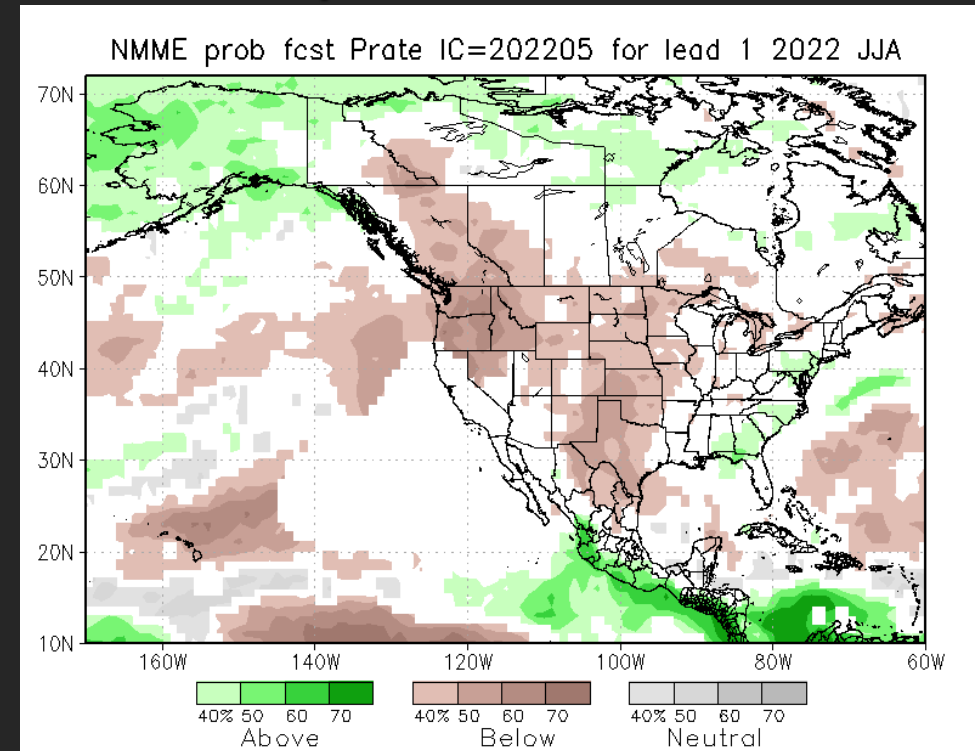 NMME prob fcst Prate IC=202205 for lead 1 2022 JJA
70N
60N
50N
40N
30N
20N
10N
160W 140W 120W 100W 80W 60W
40% 50 60 70 40% 50 60 70 40% 50 60 70
Above Below Neutral